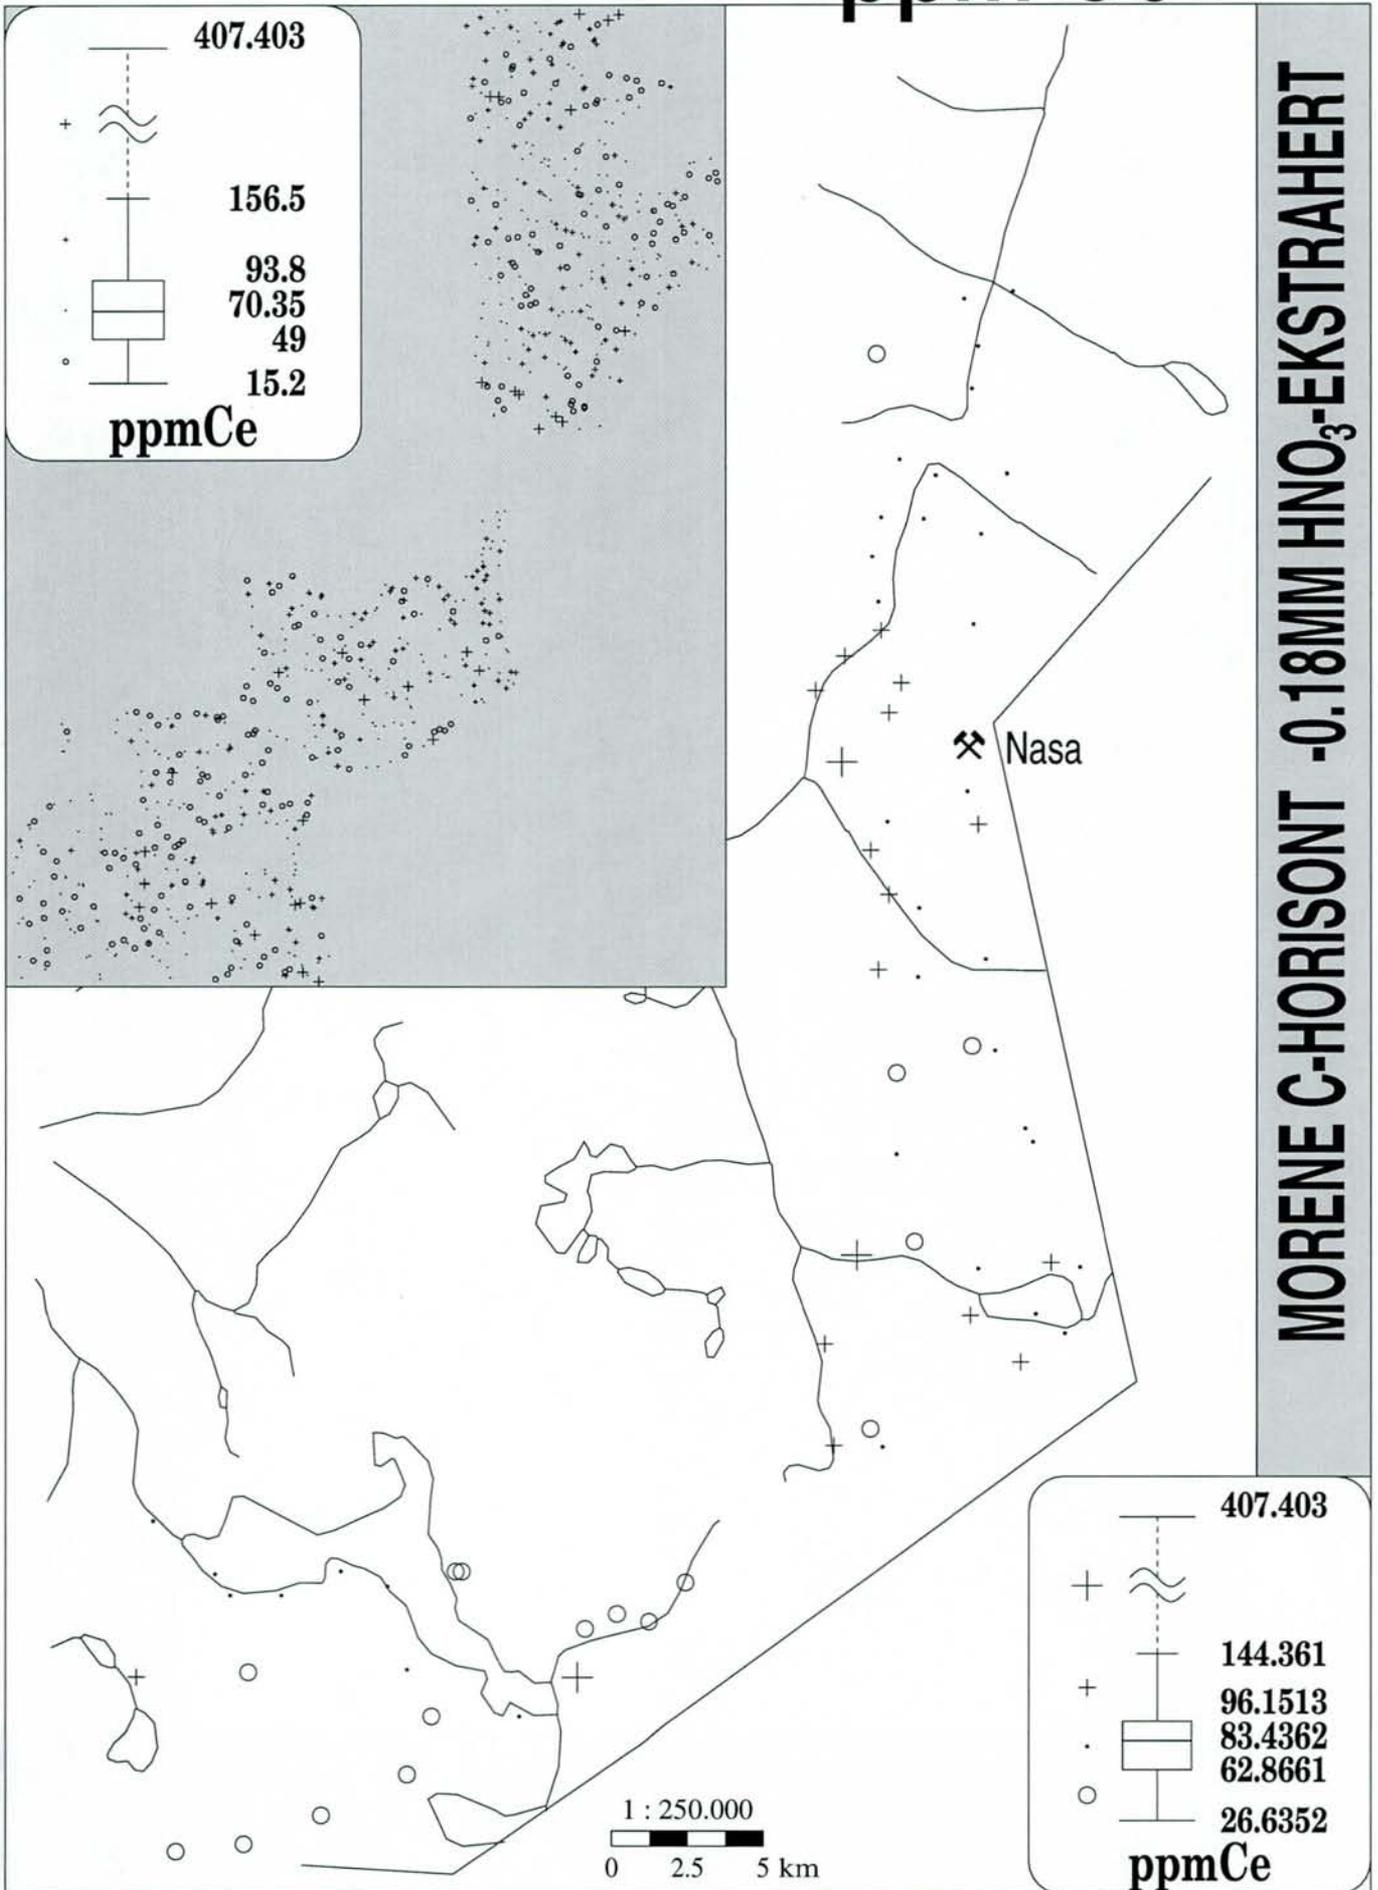 407.403
156.5
93.8
70.35
49
15.2
ppmCe
Nasa
MORENE C-HORISONT -0.18MM HNO3-EKSTRAHERT
1 : 250.000
0 2.5 5 km
407.403
144.361
96.1513
83.4362
62.8661
26.6352
ppmCe